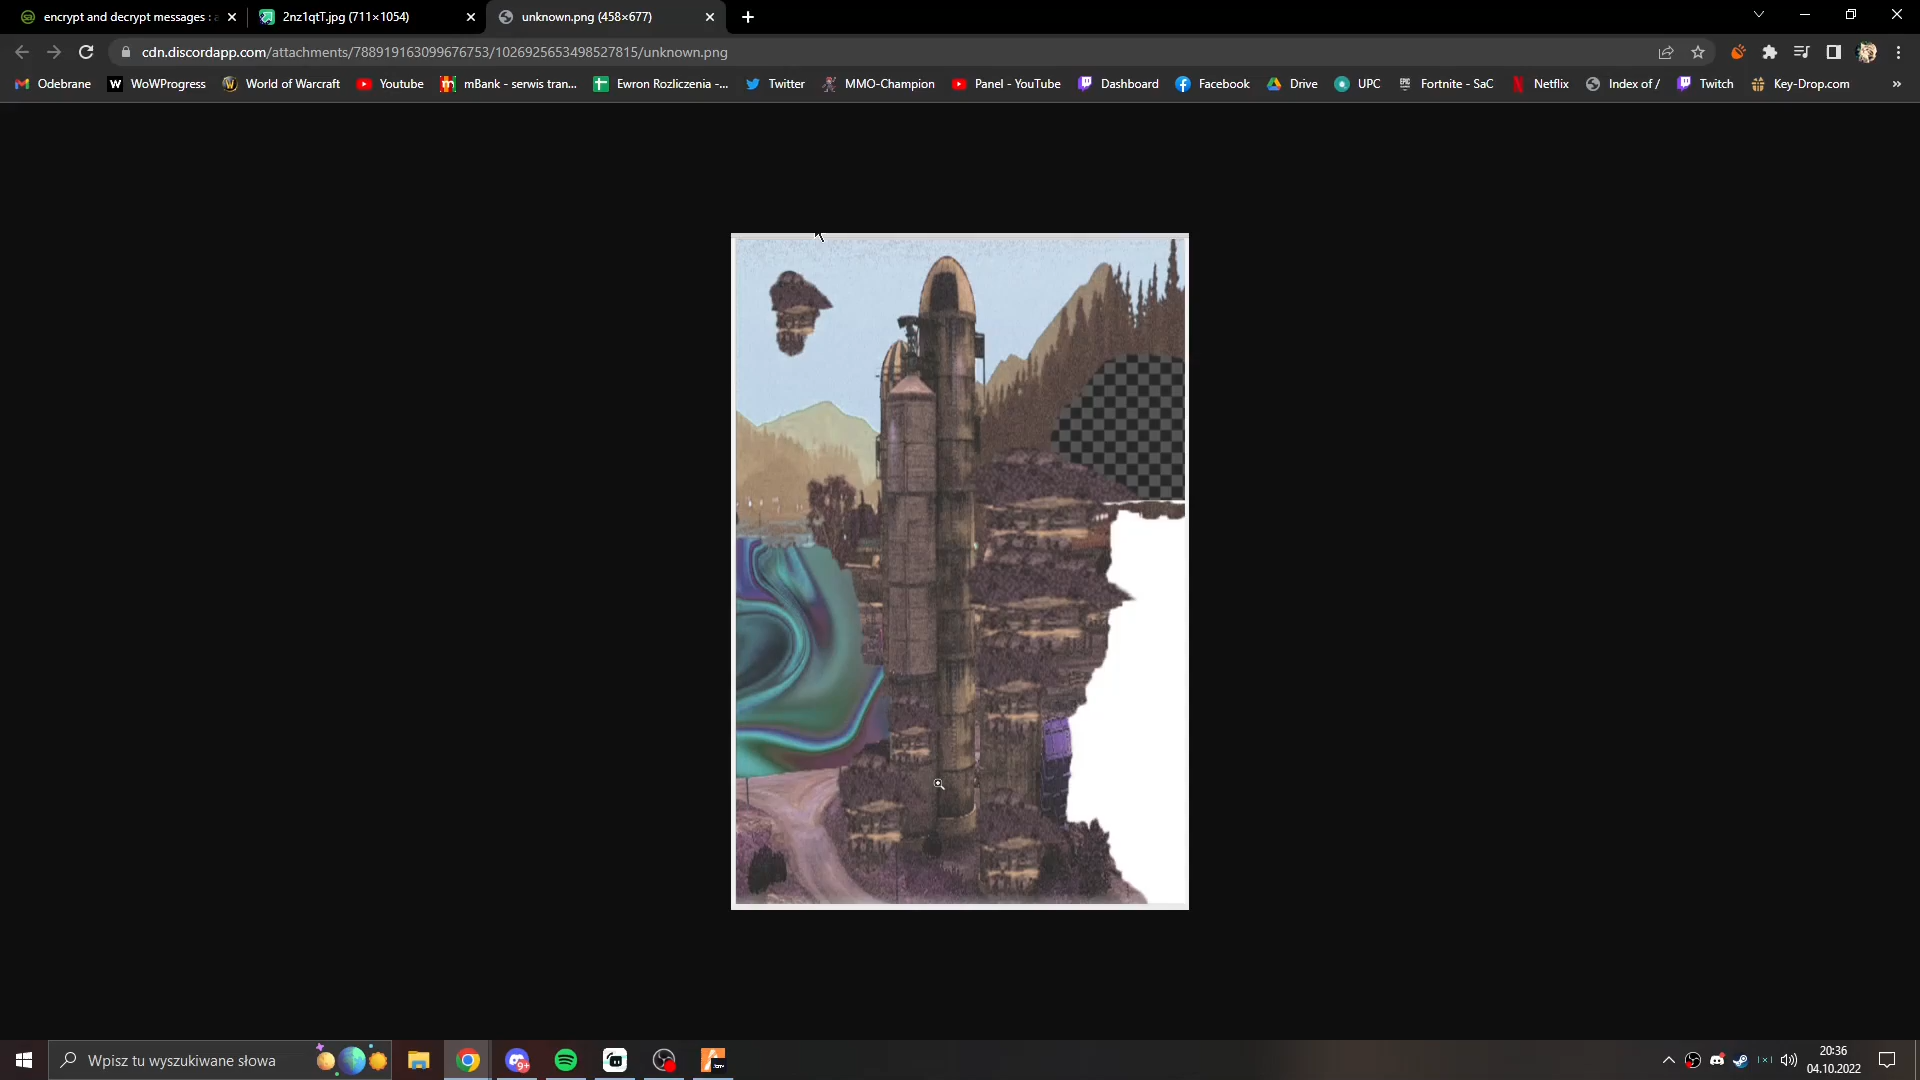 encrypt and decrypt messages : a
2nz1qtT.jpg (711×1054)
unknown.png (458×677)
cdn.discordapp.com/attachments/788919163099676753/1026925653498527815/unknown.png
Odebrane
W WoWProgress
World of Warcraft
Youtube
mBank - serwis tran...
Ewron Rozliczenia -...
Twitter
MMO-Champion
Panel - YouTube
Dashboard
Facebook
Drive
UPC
Fortnite - SaC
Netflix
Index of /
Twitch
Key-Drop.com
»
Wpisz tu wyszukiwane słowa
9+
20:36
04.10.2022